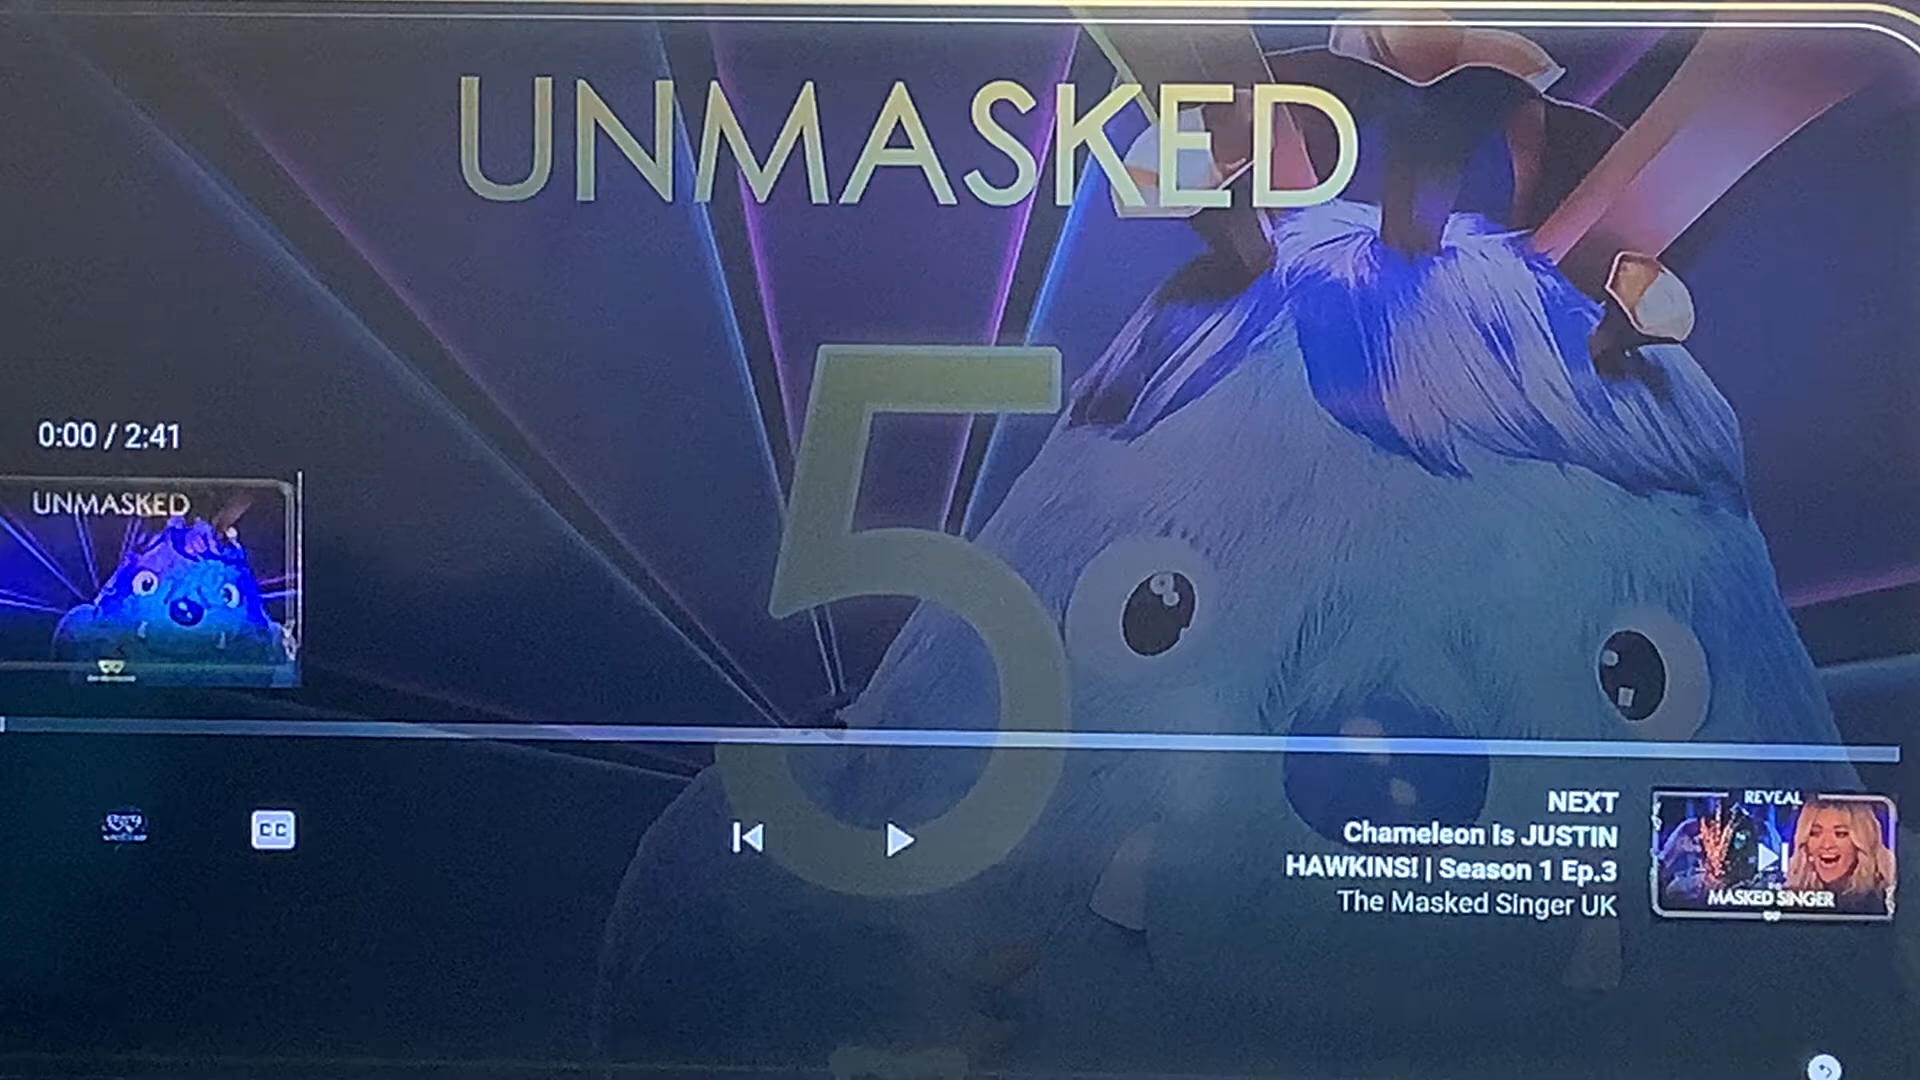 UNMASKED
5
0:00 / 2:41
UNMASKED
CC
NEXT
Chameleon Is JUSTIN
HAWKINS! | Season 1 Ep.3
The Masked Singer UK
REVEAL
MASKED SINGER